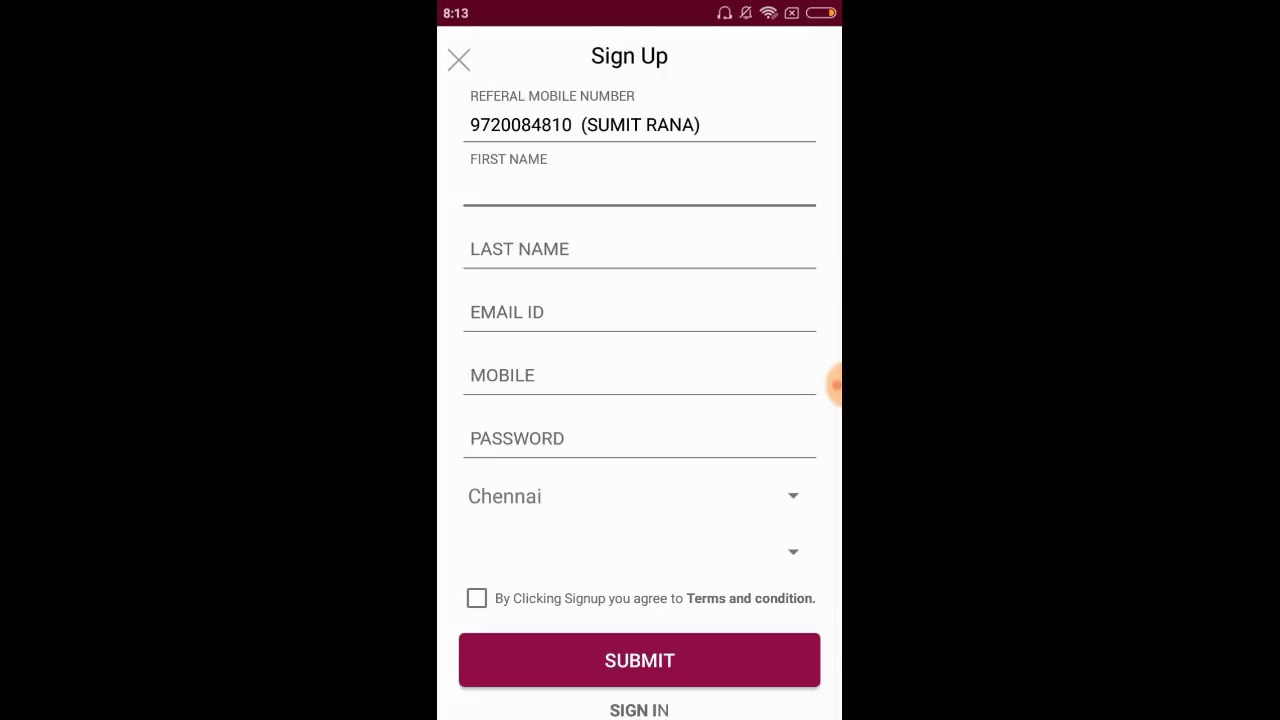 8:13
Sign Up
REFERAL MOBILE NUMBER
9720084810 (SUMIT RANA)
FIRST NAME
LAST NAME
EMAIL ID
MOBILE
PASSWORD
Chennai
By Clicking Signup you agree to Terms and condition.
SUBMIT
SIGN IN